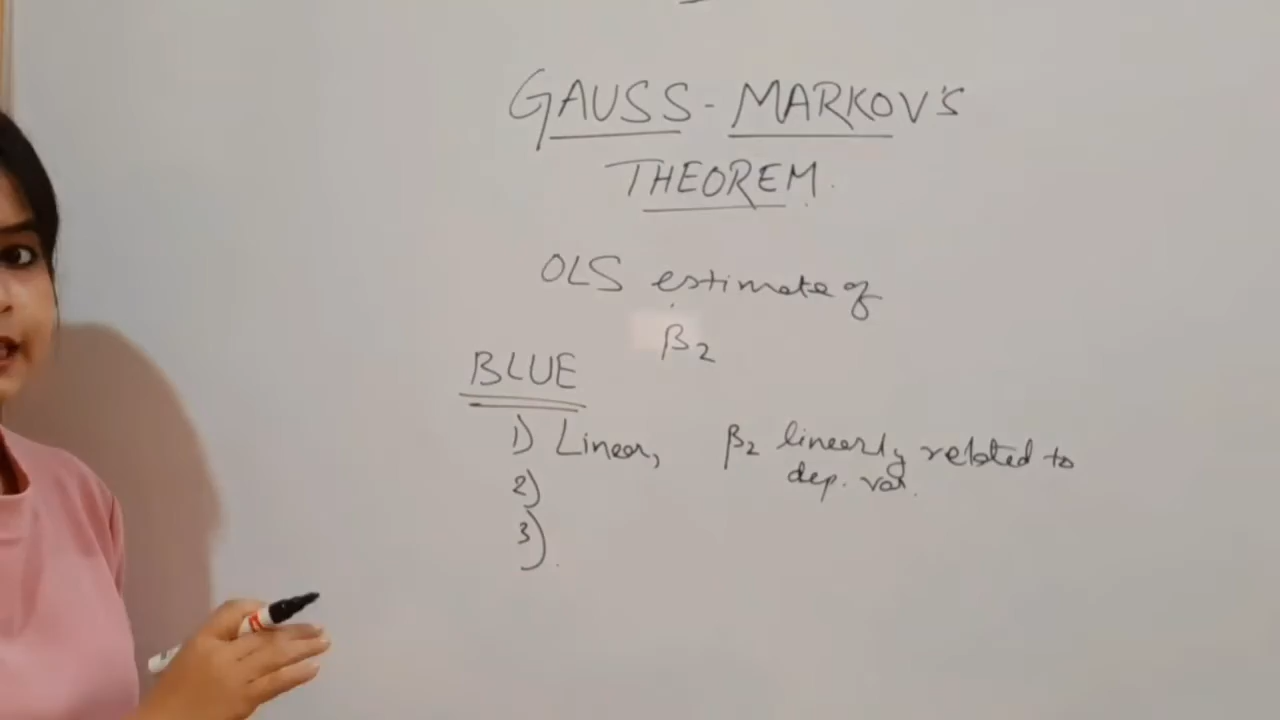 GAUSS - MARKOV'S
THEOREM.
OLS estimate of
β₂
BLUE
1) Linear, β₂ linearly related to
dep. var.
2)
3)